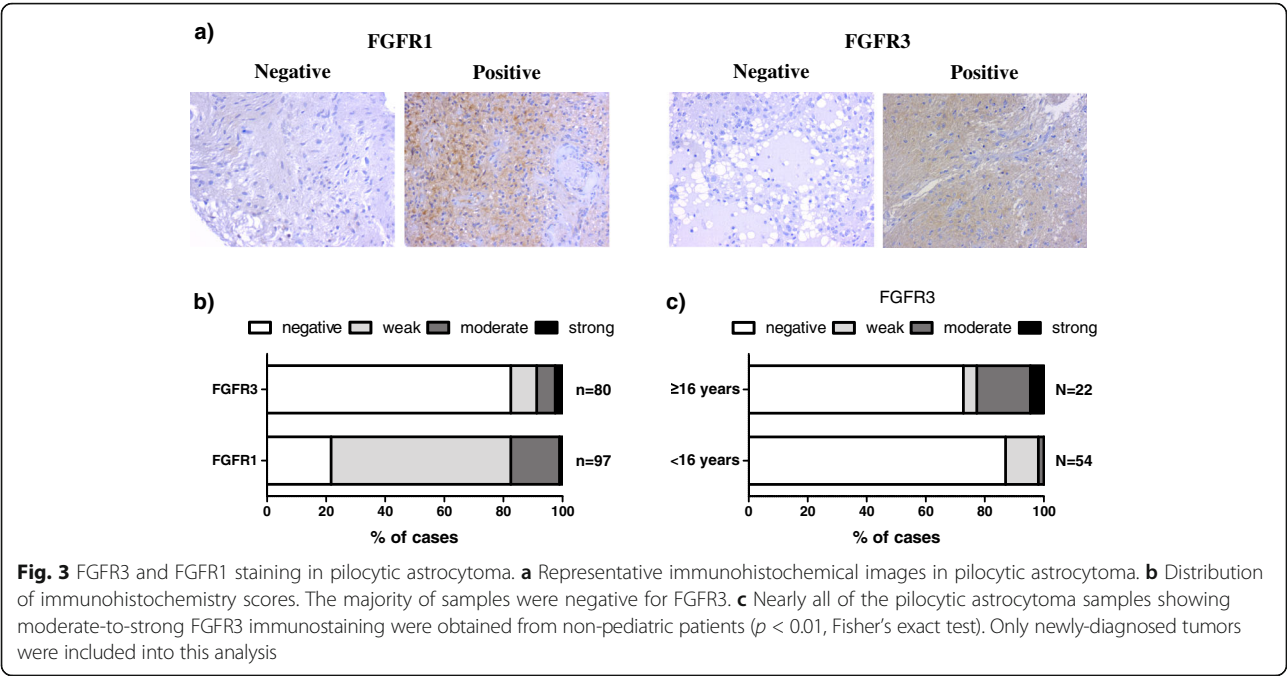 a)
FGFR1
FGFR3
Negative
Positive
Negative
Positive
b)
negative weak moderate strong
FGFR3
n=80
FGFR1
n=97
0 20 40 60 80 100
% of cases
c)
FGFR3
negative weak moderate strong
≥16 years
N=22
<16 years
N=54
0 20 40 60 80 100
% of cases
Fig. 3 FGFR3 and FGFR1 staining in pilocytic astrocytoma. a Representative immunohistochemical images in pilocytic astrocytoma. b Distribution
of immunohistochemistry scores. The majority of samples were negative for FGFR3. c Nearly all of the pilocytic astrocytoma samples showing
moderate-to-strong FGFR3 immunostaining were obtained from non-pediatric patients (p < 0.01, Fisher's exact test). Only newly-diagnosed tumors
were included into this analysis